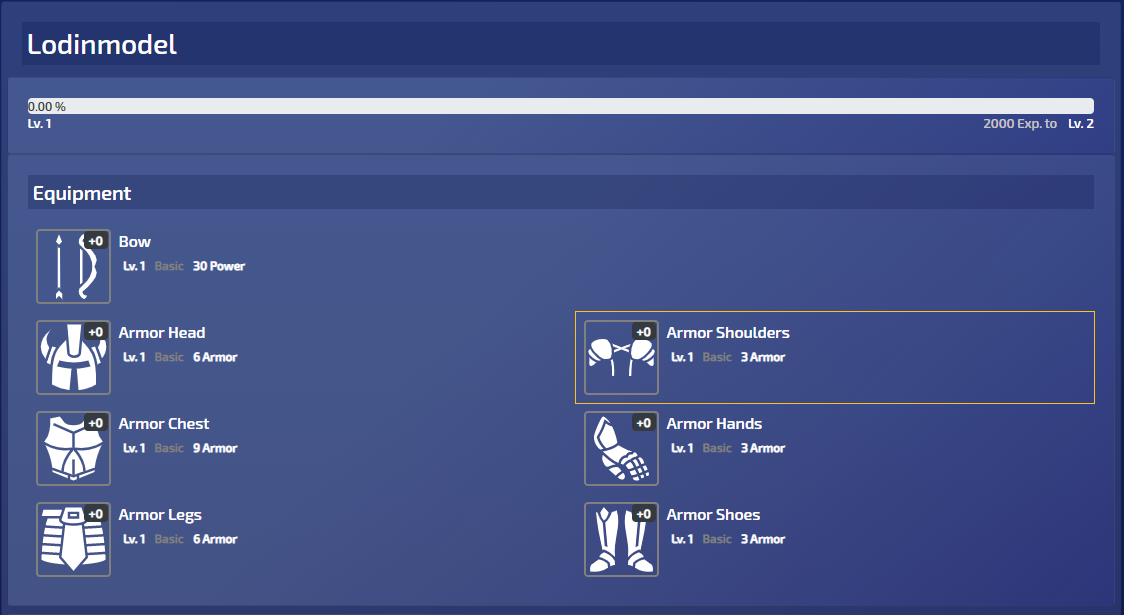 Lodinmodel
0.00 %
Lv. 1 2000 Exp. to Lv. 2
Equipment
+0 Bow
Lv. 1 Basic 30 Power
+0 Armor Head
Lv. 1 Basic 6 Armor
+0 Armor Shoulders
Lv. 1 Basic 3 Armor
+0 Armor Chest
Lv. 1 Basic 9 Armor
+0 Armor Hands
Lv. 1 Basic 3 Armor
+0 Armor Legs
Lv. 1 Basic 6 Armor
+0 Armor Shoes
Lv. 1 Basic 3 Armor